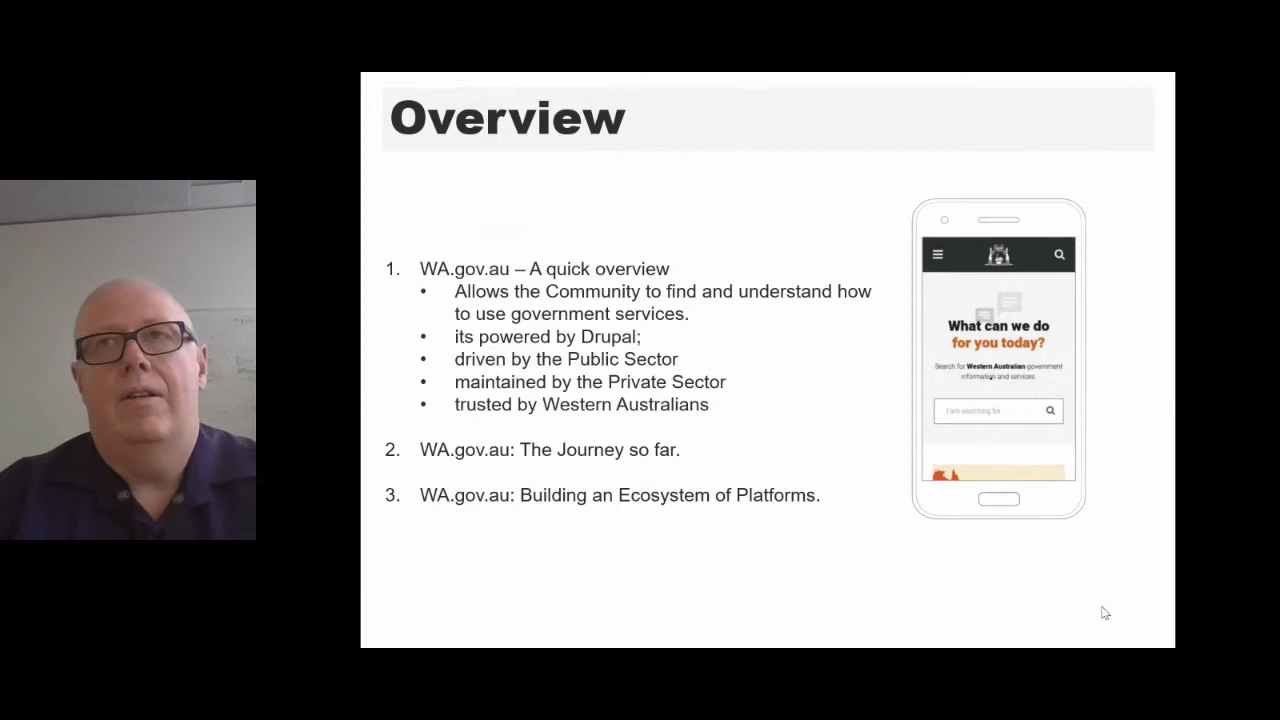 Overview
1. WA.gov.au – A quick overview
• Allows the Community to find and understand how
to use government services.
• its powered by Drupal;
• driven by the Public Sector
• maintained by the Private Sector
• trusted by Western Australians
2. WA.gov.au: The Journey so far.
3. WA.gov.au: Building an Ecosystem of Platforms.
What can we do
for you today?
Search for Western Australian government
information and services
I am searching for ...